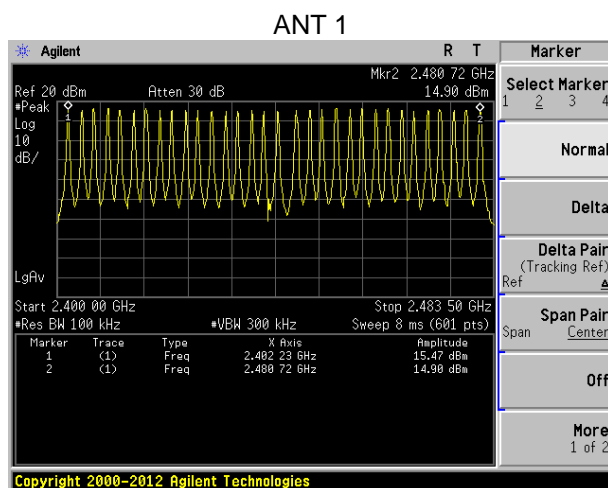 ANT 1
Agilent R T
Mkr2 2.480 72 GHz
Ref 20 dBm Atten 30 dB 14.90 dBm
#Peak
Log
10
dB/
1
2
LgAv
Start 2.400 00 GHz Stop 2.483 50 GHz
#Res BW 100 kHz #VBW 300 kHz Sweep 8 ms (601 pts)
Marker Trace Type X Axis Amplitude
1 (1) Freq 2.402 23 GHz 15.47 dBm
2 (1) Freq 2.480 72 GHz 14.90 dBm
Copyright 2000-2012 Agilent Technologies
Marker
Select Marker
1 2 3 4
Normal
Delta
Delta Pair
(Tracking Ref)
Ref Δ
Span Pair
Span Center
Off
More
1 of 2